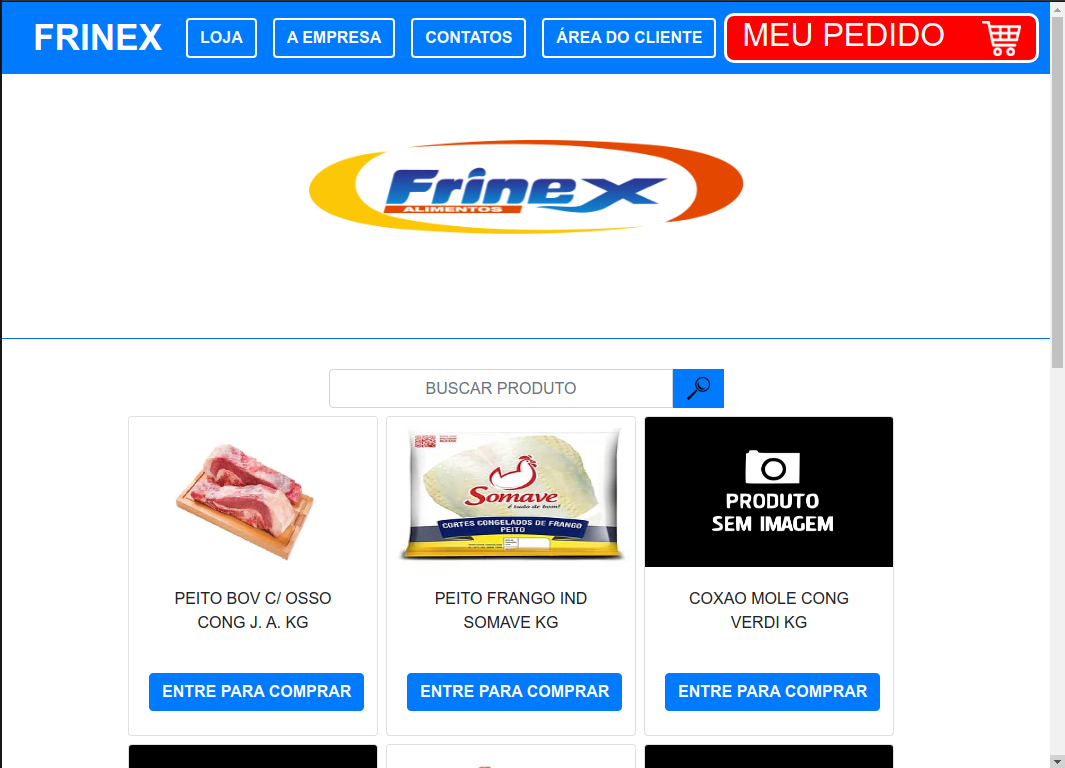 FRINEX
LOJA
A EMPRESA
CONTATOS
ÁREA DO CLIENTE
MEU PEDIDO
Frinex
ALIMENTOS
BUSCAR PRODUTO
Somave
É tudo de bom!
CORTES CONGELADOS DE FRANGO
PEITO
PRODUTO
SEM IMAGEM
PEITO BOV C/ OSSO
CONG J. A. KG
PEITO FRANGO IND
SOMAVE KG
COXAO MOLE CONG
VERDI KG
ENTRE PARA COMPRAR
ENTRE PARA COMPRAR
ENTRE PARA COMPRAR